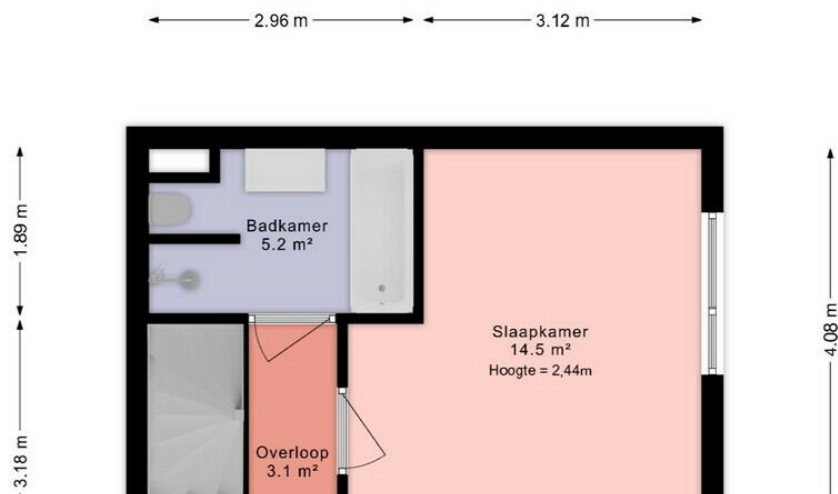 2.96 m
3.12 m
1.89 m
Badkamer
5.2 m²
4.08 m
Slaapkamer
14.5 m²
Hoogte = 2,44m
3.18 m
Overloop
3.1 m²